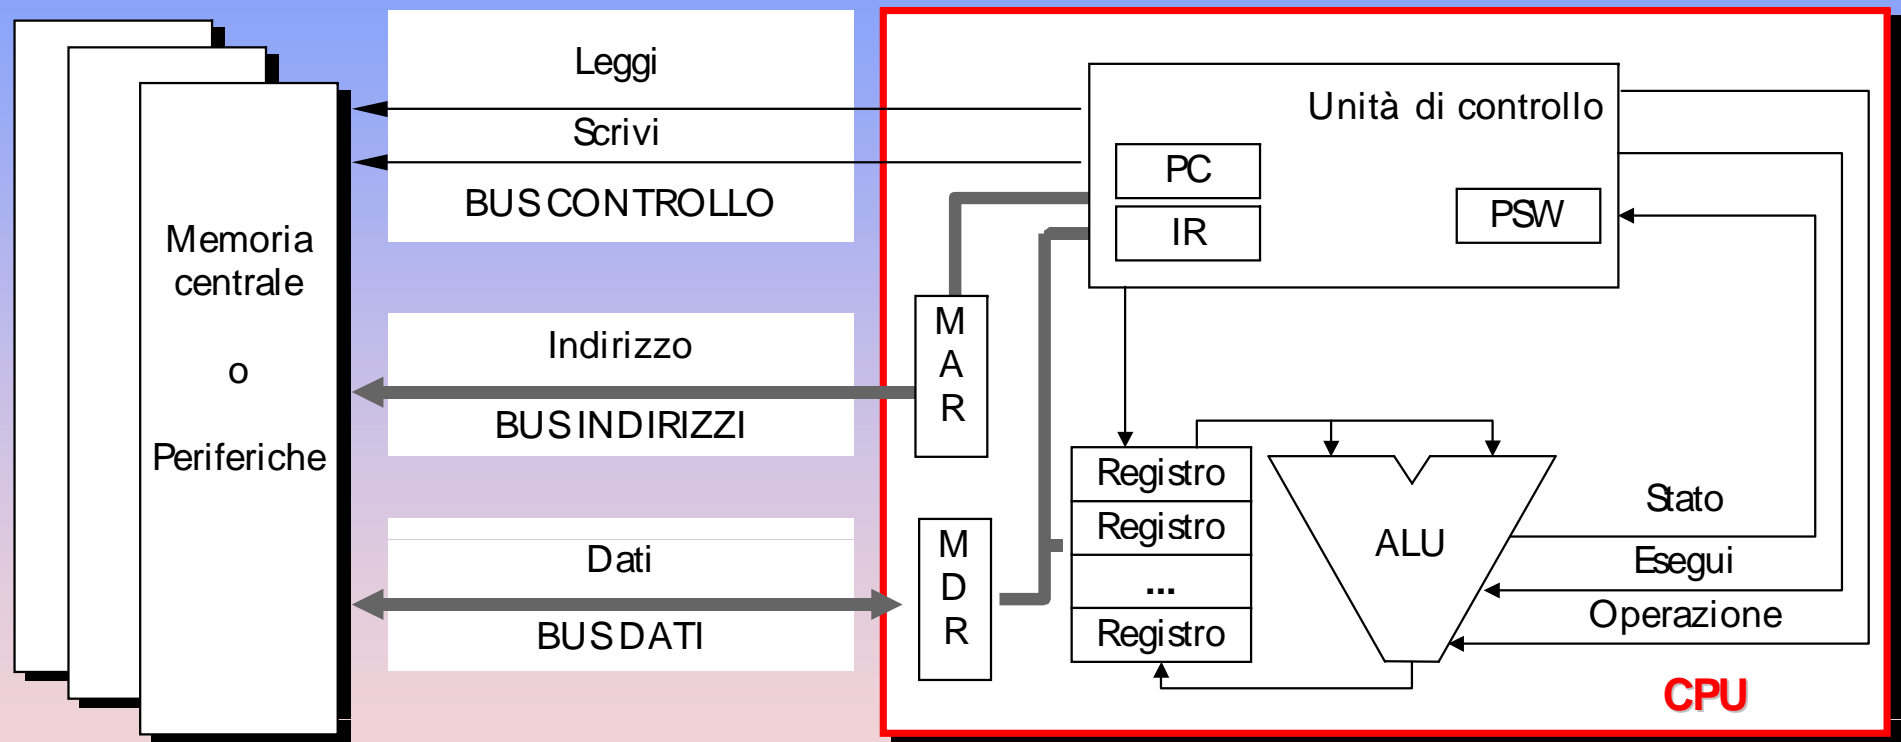 Leggi
Scrivi
BUS CONTROLLO
Memoria
centrale
o
Periferiche
Indirizzo
BUS INDIRIZZI
Dati
BUS DATI
Unità di controllo
PC
IR
PSW
M
A
R
M
D
R
Registro
Registro
...
Registro
ALU
Stato
Esegui
Operazione
CPU